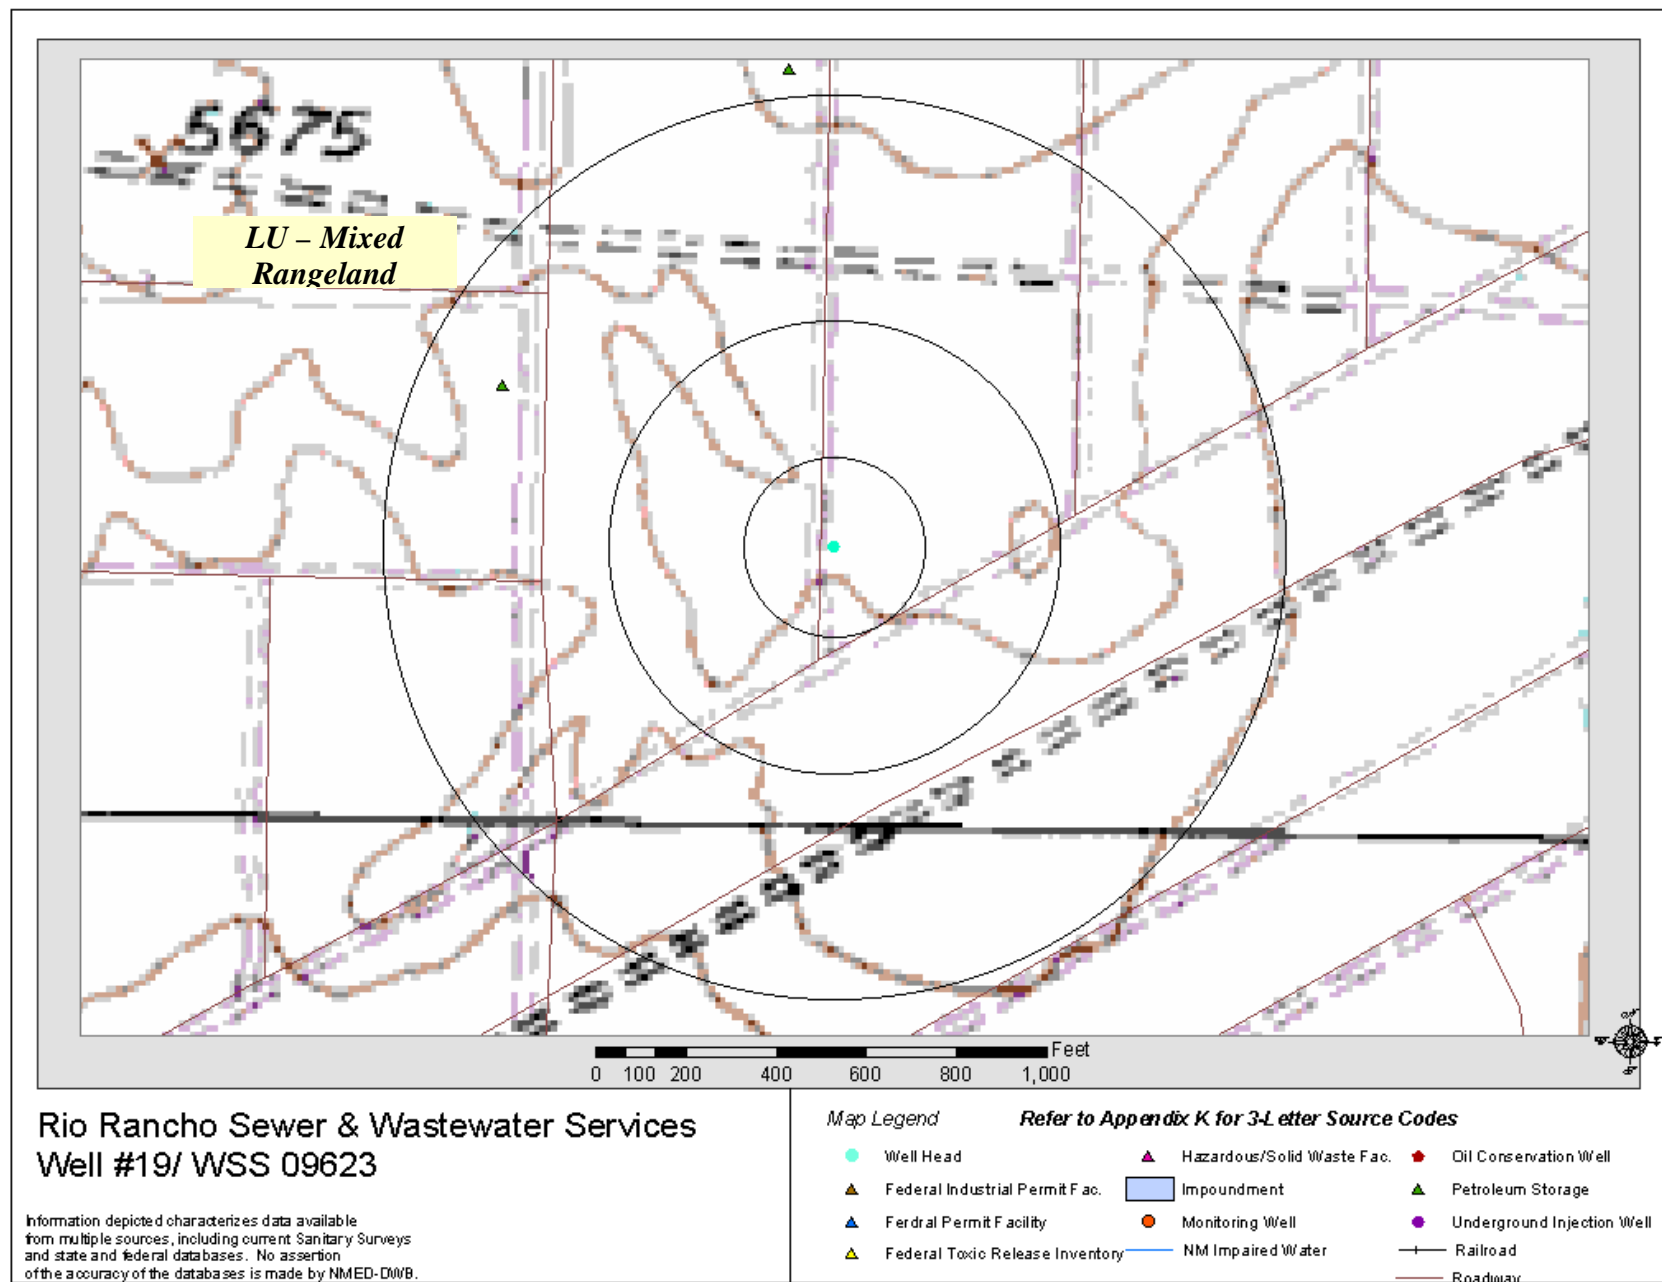 5675
LU – Mixed
Rangeland
Feet
0 100 200 400 600 800 1,000
Rio Rancho Sewer & Wastewater Services
Well #19/ WSS 09623
Information depicted characterizes data available
from multiple sources, including current Sanitary Surveys
and state and federal databases. No assertion
of the accuracy of the databases is made by NMED-DWB.
Map Legend
Refer to Appendix K for 3-Letter Source Codes
Well Head
Federal Industrial Permit Fac.
Ferdral Permit Facility
Federal Toxic Release Inventory
Hazardous/Solid Waste Fac.
Impoundment
Monitoring Well
NM Impaired Water
Oil Conservation Well
Petroleum Storage
Underground Injection Well
Railroad
Roadway